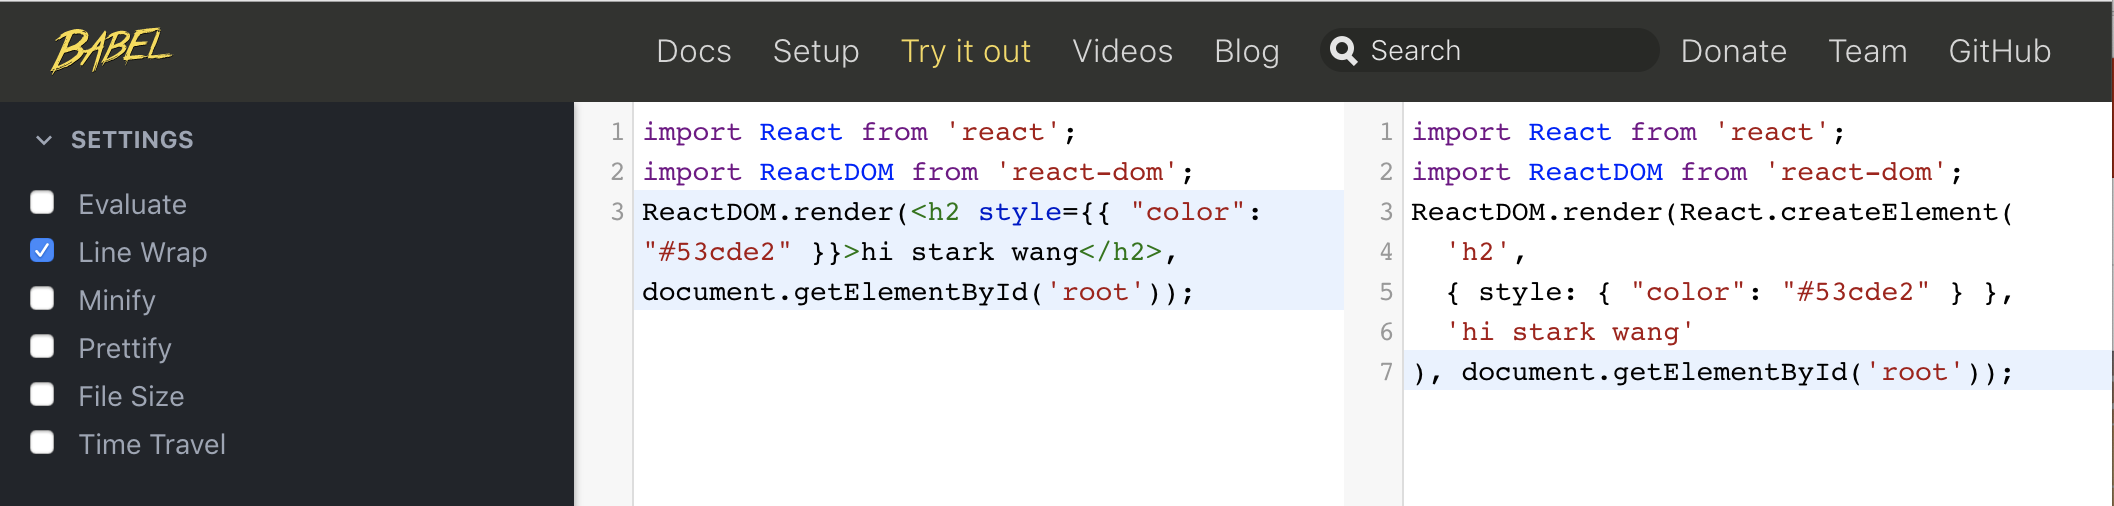 BABEL
Docs Setup Try it out Videos Blog Search Donate Team GitHub
SETTINGS
Evaluate
Line Wrap
Minify
Prettify
File Size
Time Travel
1 import React from 'react';
2 import ReactDOM from 'react-dom';
3 ReactDOM.render(<h2 style={{ "color":
"#53cde2" }}>hi stark wang</h2>,
document.getElementById('root'));
1 import React from 'react';
2 import ReactDOM from 'react-dom';
3 ReactDOM.render(React.createElement(
4 'h2',
5 { style: { "color": "#53cde2" } },
6 'hi stark wang'
7 ), document.getElementById('root'));